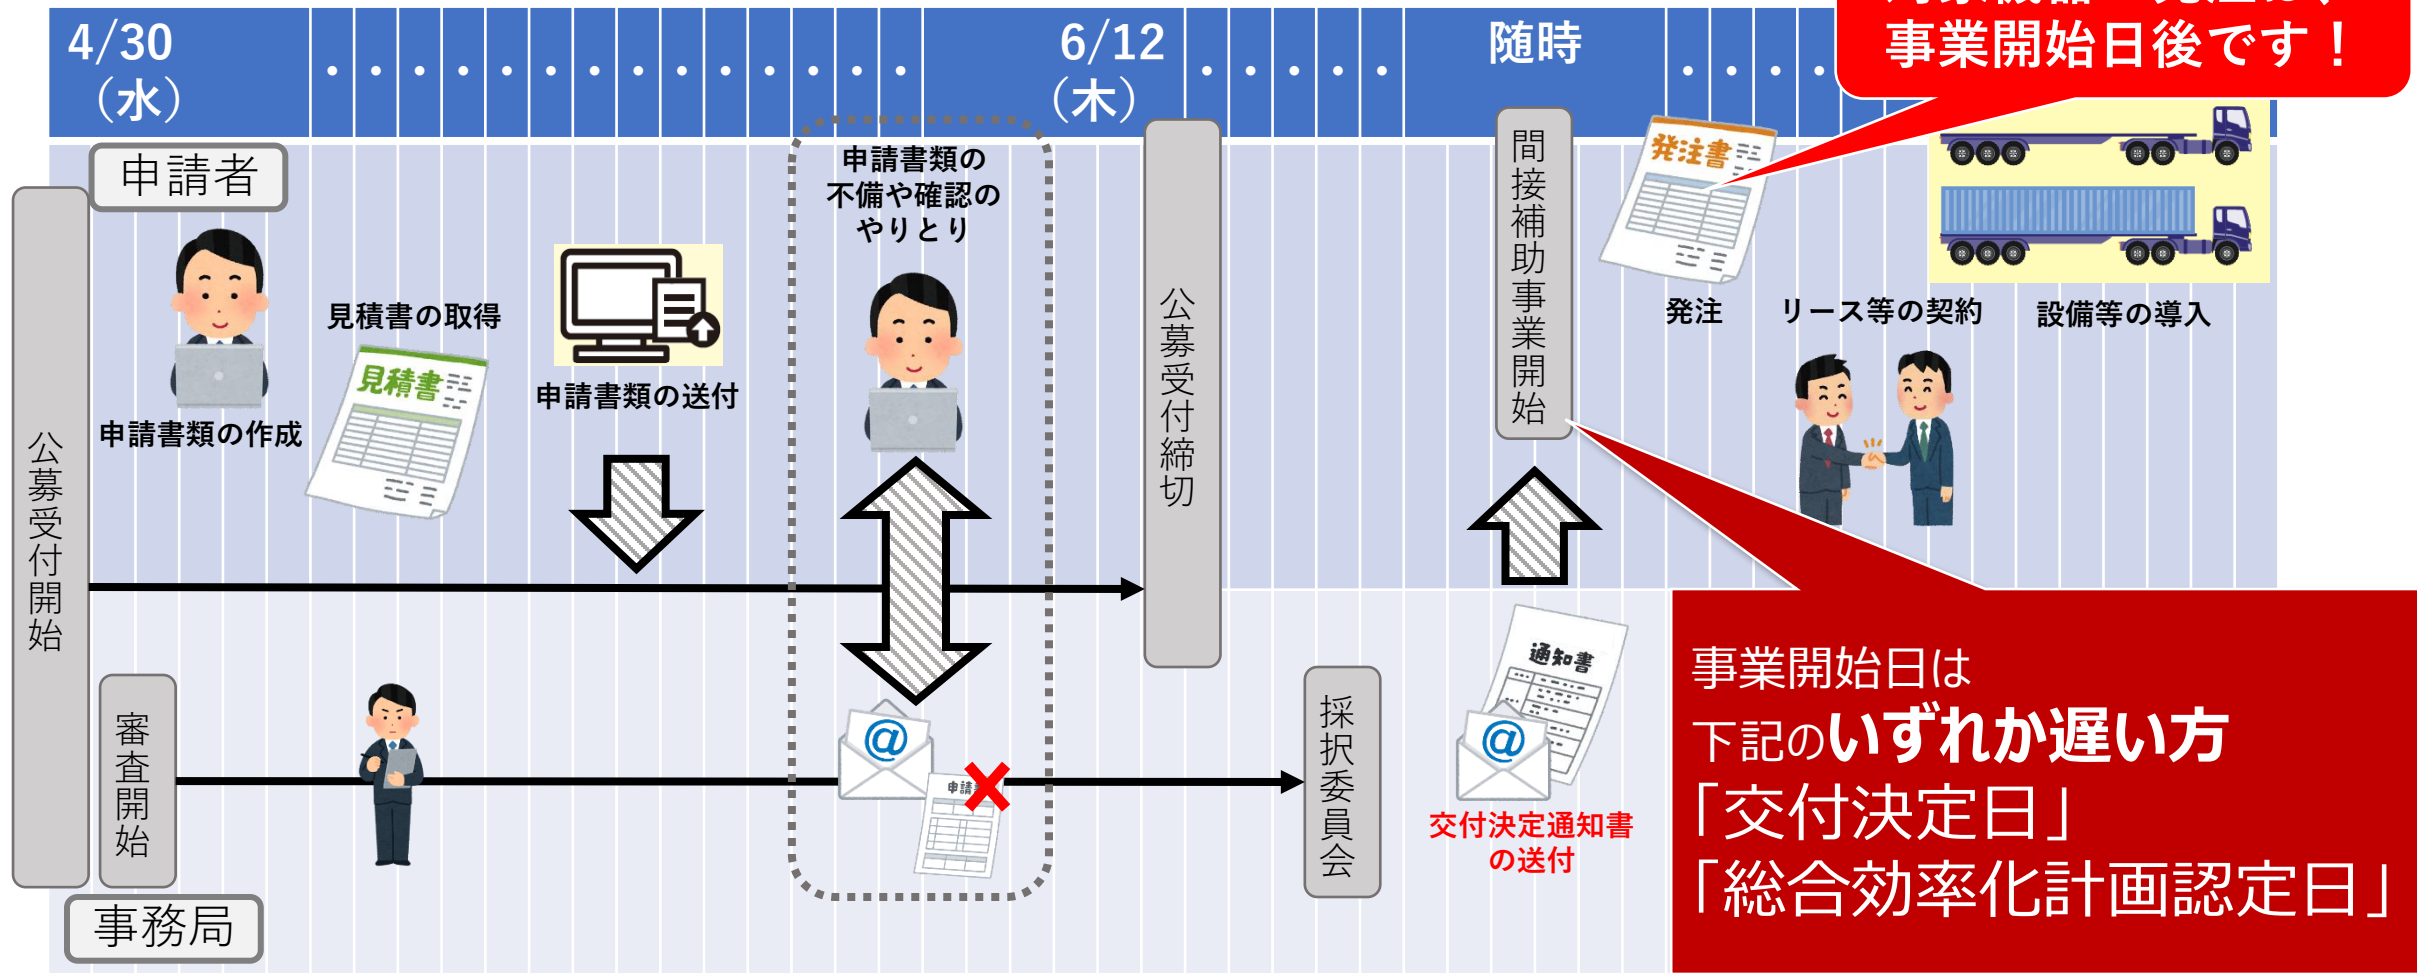 4/30
（水）
6/12
（木）
随時
事業開始日後です！
申請者
公募受付開始
申請書類の作成
見積書の取得
見積書
申請書類の送付
申請書類の
不備や確認の
やりとり
公募受付締切
間接補助事業開始
発注書
発注
リース等の契約
設備等の導入
審査開始
事務局
@
採択委員会
通知書
@
交付決定通知書
の送付
事業開始日は
下記のいずれか遅い方
「交付決定日」
「総合効率化計画認定日」